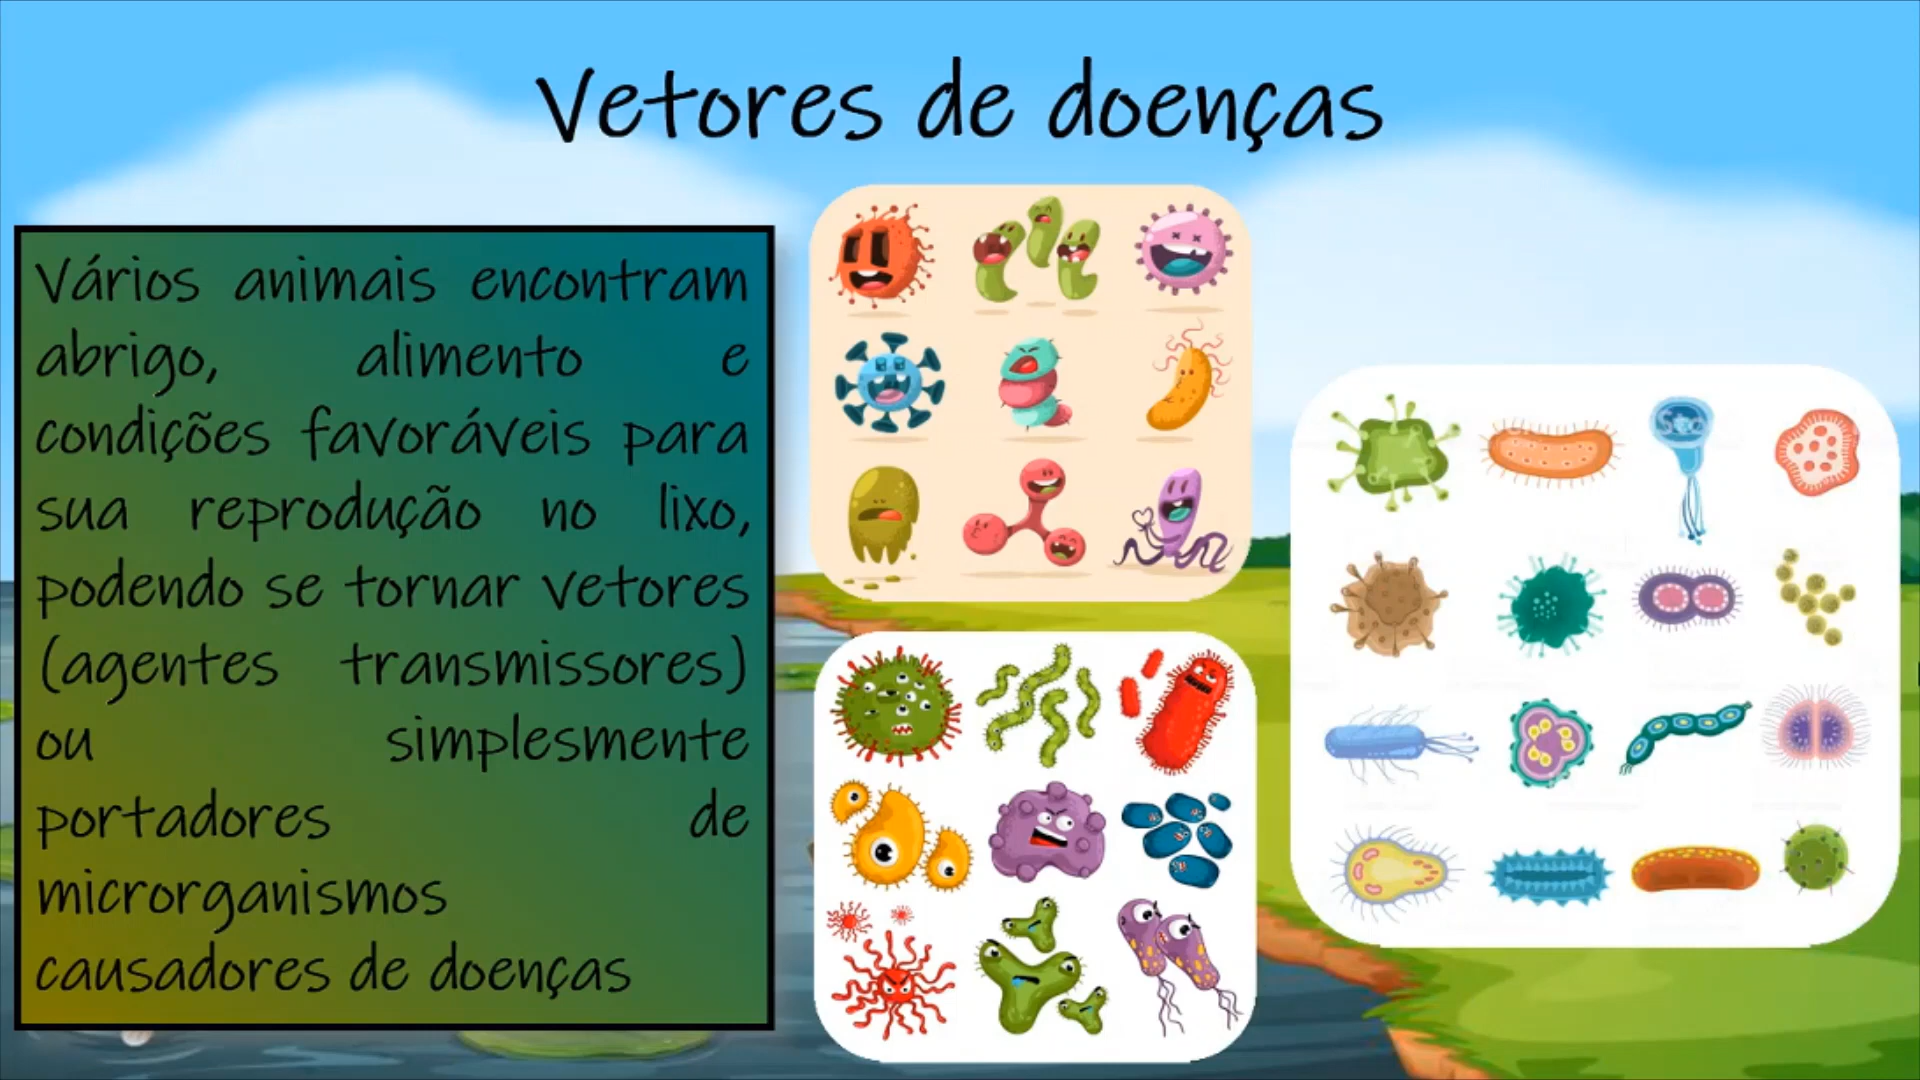 Vetores de doenças
Vários animais encontram
abrigo, alimento e
condições favoráveis para
sua reprodução no lixo,
podendo se tornar vetores
(agentes transmissores)
ou simplesmente
portadores de
microrganismos
causadores de doenças